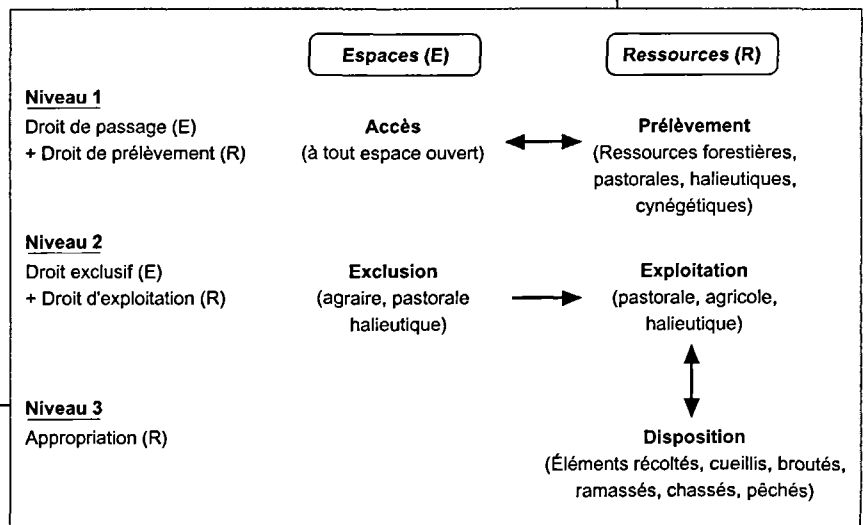 Espaces (E)
Ressources (R)
Niveau 1
Droit de passage (E)
+ Droit de prélèvement (R)
Accès
(à tout espace ouvert)
Prélèvement
(Ressources forestières,
pastorales, halieutiques,
cynégétiques)
Niveau 2
Droit exclusif (E)
+ Droit d'exploitation (R)
Exclusion
(agraire, pastorale
halieutique)
Exploitation
(pastorale, agricole,
halieutique)
Niveau 3
Appropriation (R)
Disposition
(Éléments récoltés, cueillis, broutés,
ramassés, chassés, pêchés)